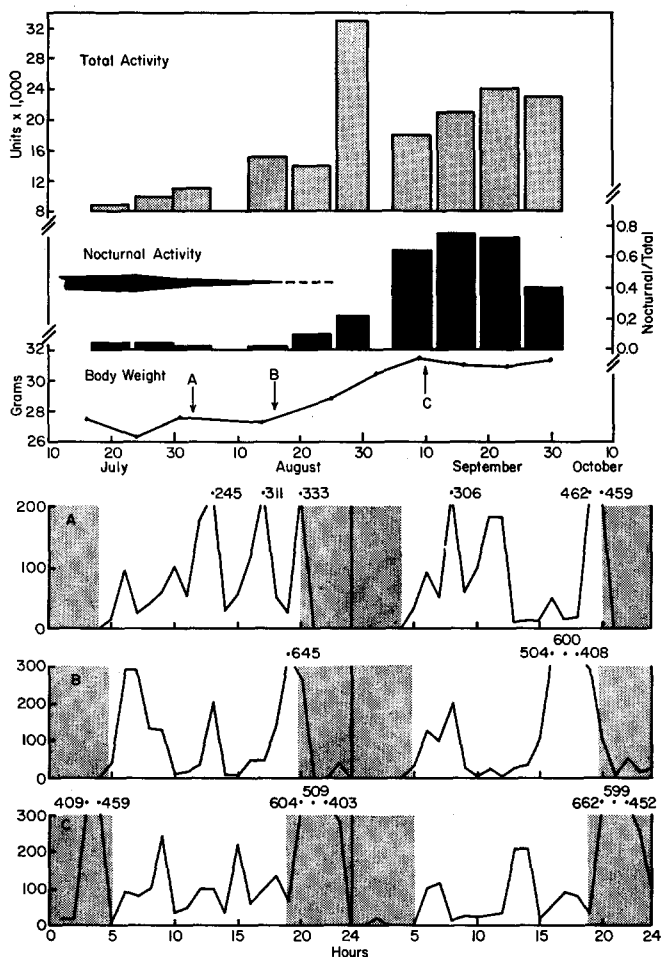 32
28
24
20
16
12
8
Units x 1,000
Total Activity
Nocturnal Activity
0.8
0.6
0.4
0.2
0.0
Nocturnal/Total
32
30
28
26
Grams
Body Weight
A
B
C
10 20 30 10 20 30 10 20 30 10
July August September October
200
100
0
A
245 311 333 306 462 459
300
200
100
0
B
645 504 600 408
300
200
100
0
C
409 459 604 509 403 662 599 452
0 5 10 15 20 24 5 10 15 20 24
Hours